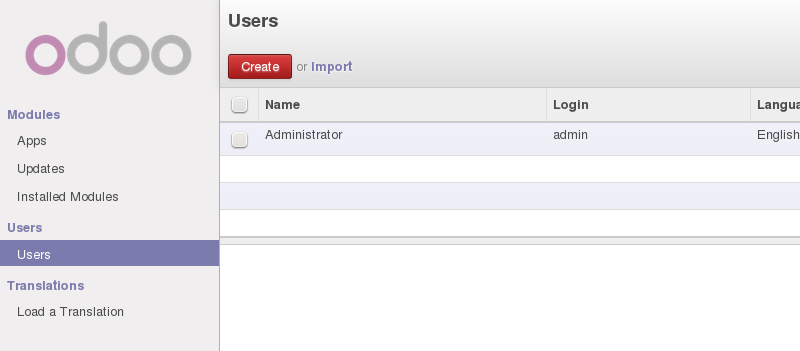 odoo
Modules
Apps
Updates
Installed Modules
Users
Users
Translations
Load a Translation
Users
Create or Import
Name Login Langua
Administrator admin English